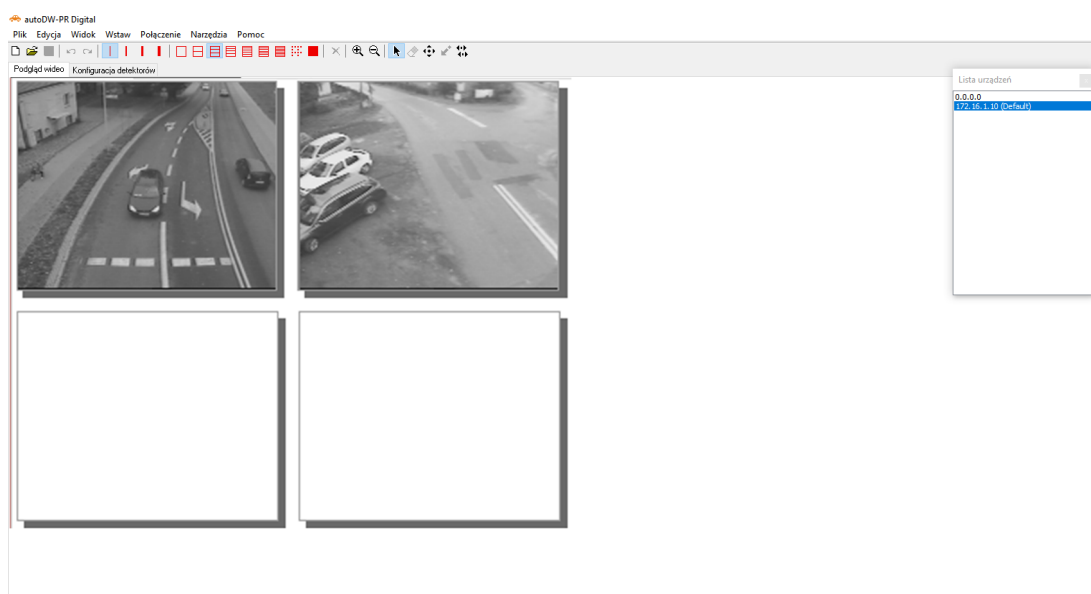 autoDW-PR Digital
Plik Edycja Widok Wstaw Połączenie Narzędzia Pomoc
Podgląd wideo Konfiguracja detektorów
Lista urządzeń
0.0.0.0
172.16.1.10 (Default)